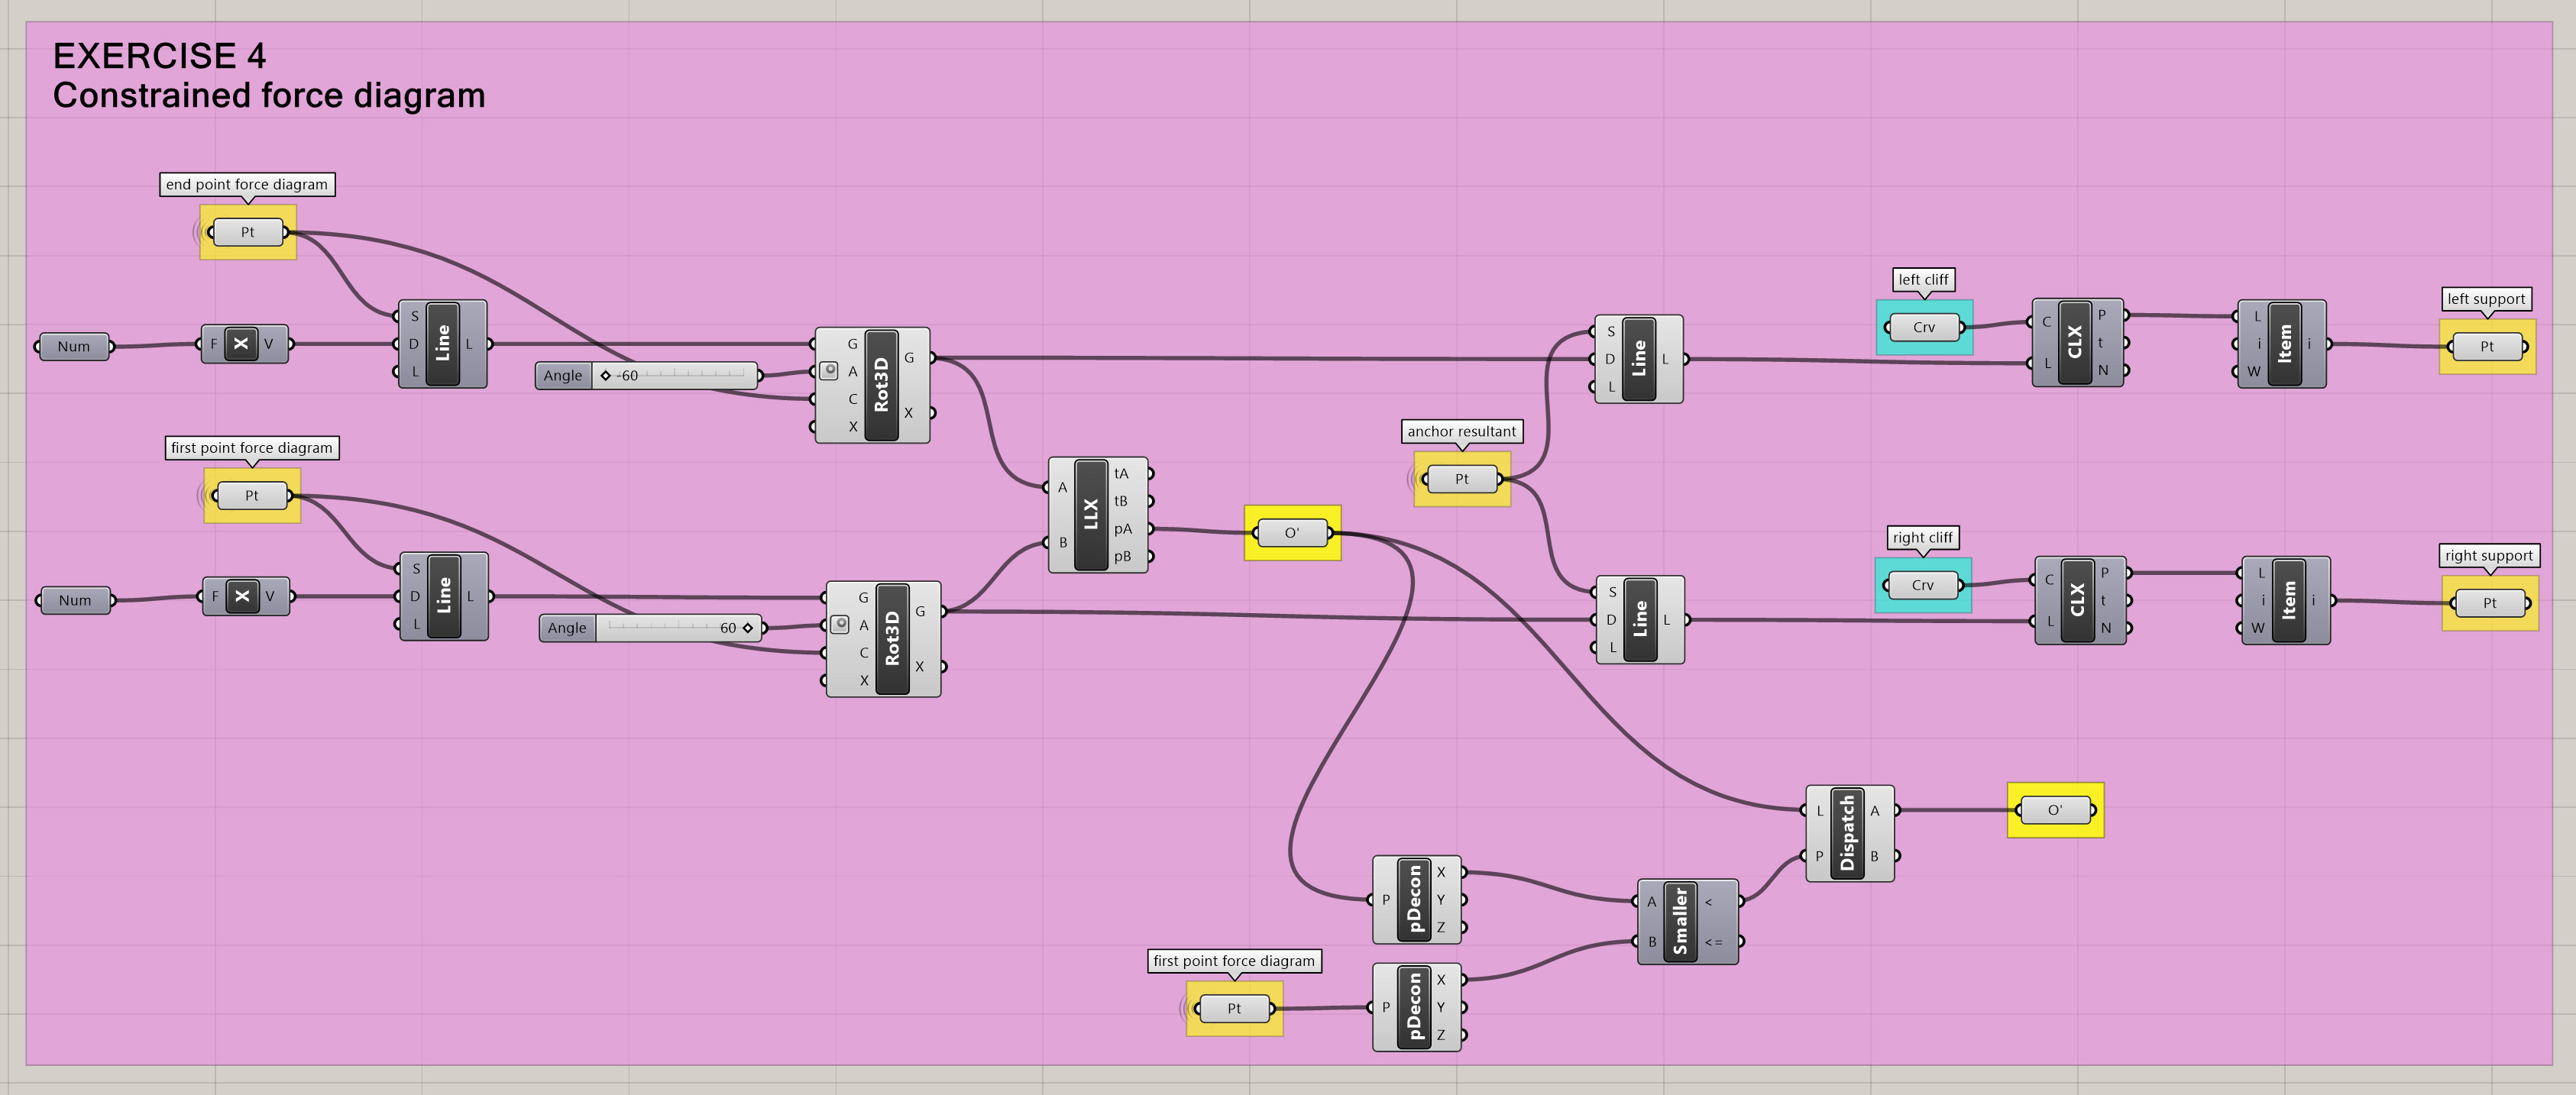 EXERCISE 4
Constrained force diagram
end point force diagram
Pt
Num
F X V
S
D
L
Line
L
Angle -60
G
A
C
X
Rot3D
G
X
first point force diagram
Pt
Num
F X V
S
D
L
Line
L
Angle 60
G
A
C
X
Rot3D
G
X
A
B
LLX
tA
tB
pA
pB
O'
anchor resultant
Pt
S
D
L
Line
L
S
D
L
Line
L
left cliff
Crv
C
L
CLX
P
t
N
L
i
W
Item
i
left support
Pt
right cliff
Crv
C
L
CLX
P
t
N
L
i
W
Item
i
right support
Pt
first point force diagram
Pt
P
pDecon
X
Y
Z
P
pDecon
X
Y
Z
A
B
Smaller
<
<=
L
P
Dispatch
A
B
O'